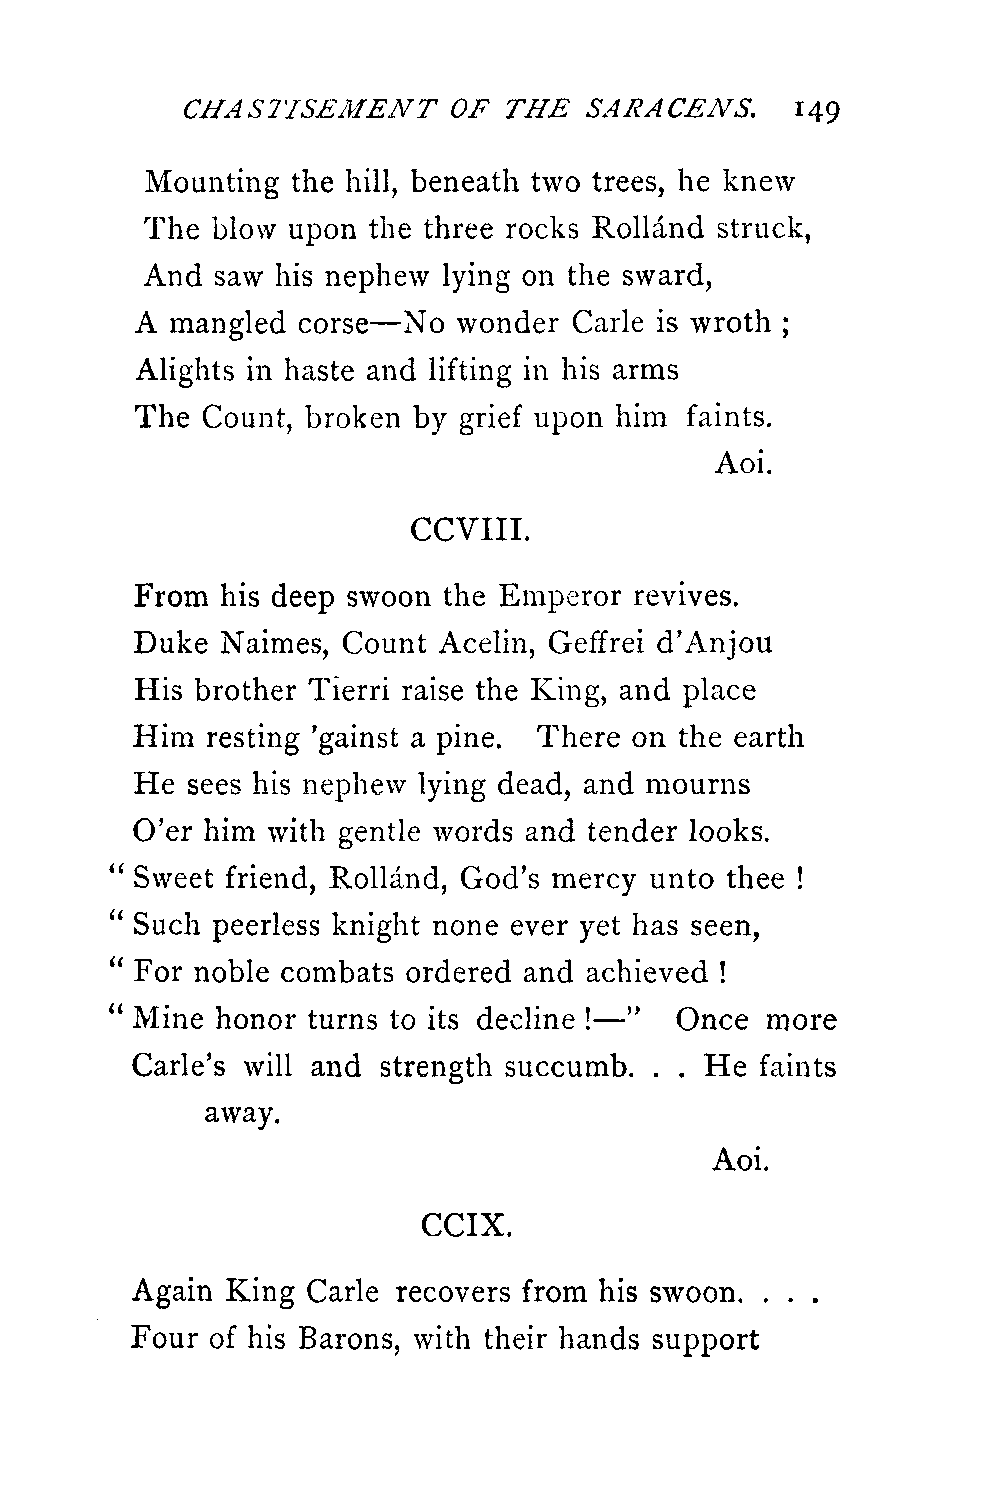 CHASTISEMENT OF THE SARACENS. 149
Mounting the hill, beneath two trees, he knew
The blow upon the three rocks Rollánd struck,
And saw his nephew lying on the sward,
A mangled corse—No wonder Carle is wroth ;
Alights in haste and lifting in his arms
The Count, broken by grief upon him faints.
Aoi.
CCVIII.
From his deep swoon the Emperor revives.
Duke Naimes, Count Acelin, Geffrei d'Anjou
His brother Tierri raise the King, and place
Him resting 'gainst a pine. There on the earth
He sees his nephew lying dead, and mourns
O'er him with gentle words and tender looks.
“ Sweet friend, Rollánd, God's mercy unto thee !
“ Such peerless knight none ever yet has seen,
“ For noble combats ordered and achieved !
“ Mine honor turns to its decline !—” Once more
Carle's will and strength succumb. . . He faints
away.
Aoi.
CCIX.
Again King Carle recovers from his swoon. . . .
Four of his Barons, with their hands support